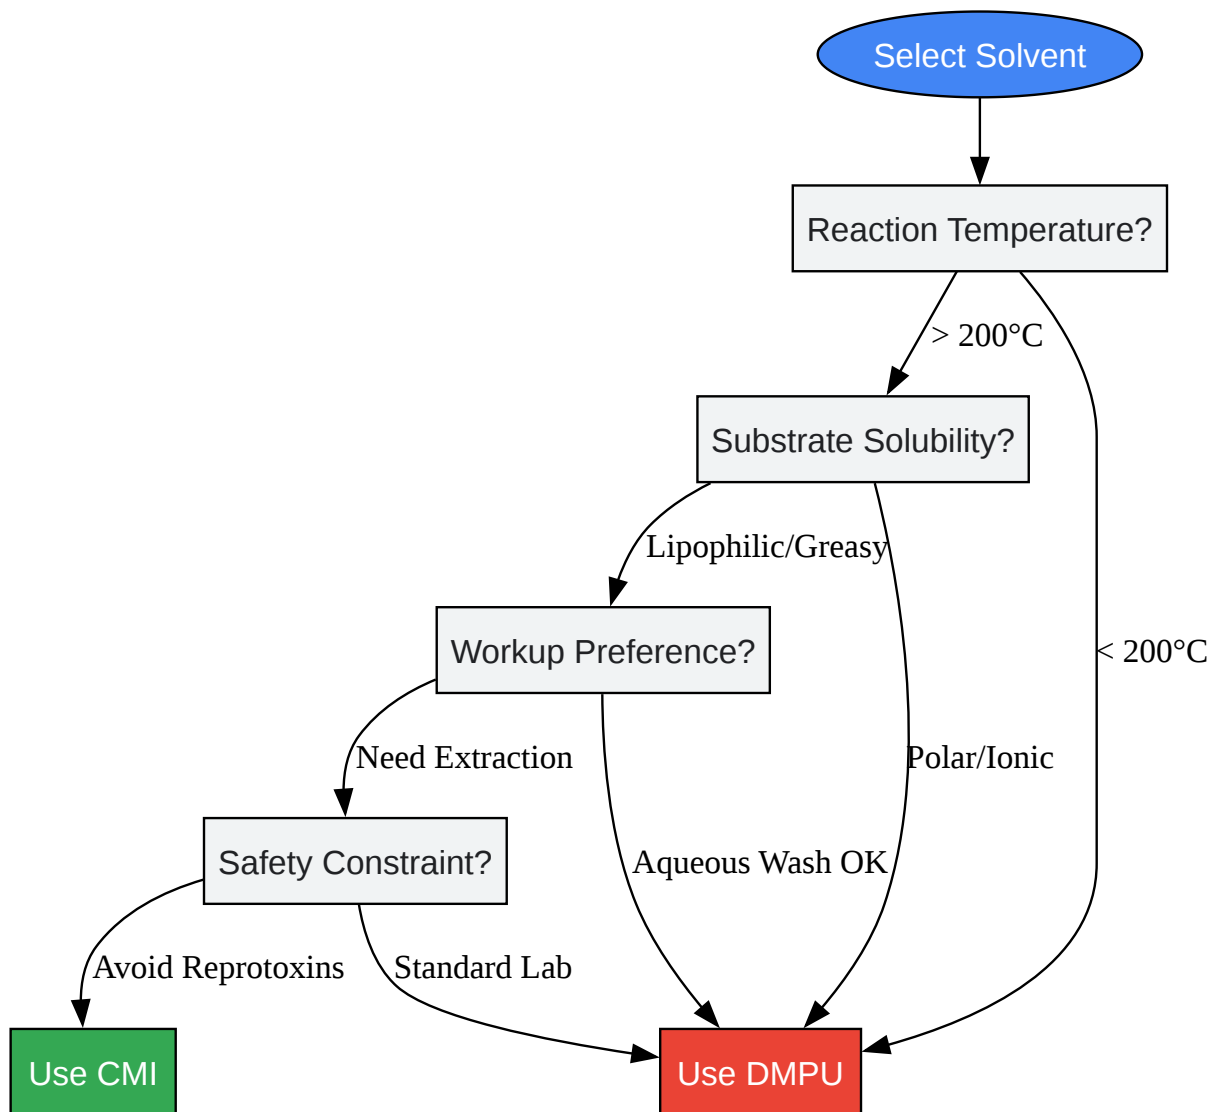 Select Solvent
Reaction Temperature?
> 200°C
Substrate Solubility?
Lipophilic/Greasy
Workup Preference?
< 200°C
Need Extraction
Polar/Ionic
Safety Constraint?
Aqueous Wash OK
Avoid Reprotoxins
Standard Lab
Use CMI
Use DMPU